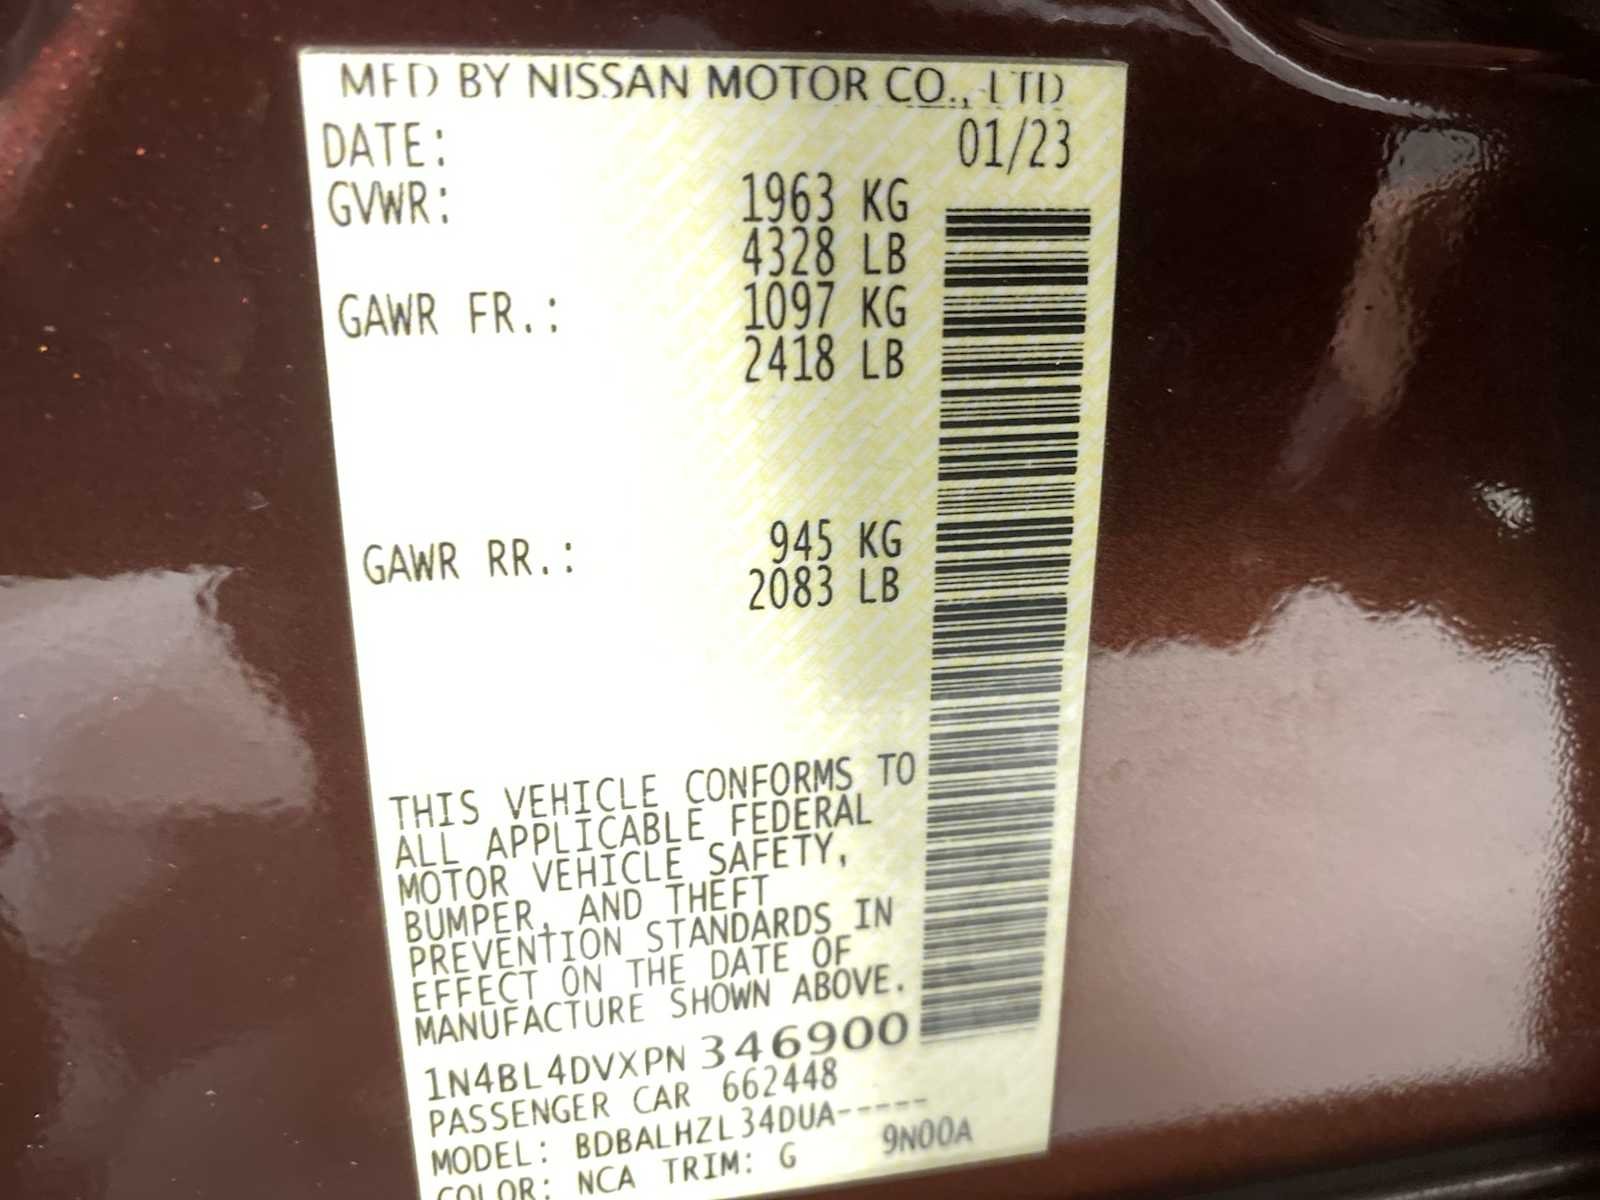 MFD BY NISSAN MOTOR CO., LTD
DATE: 01/23
GVWR: 1963 KG
4328 LB
GAWR FR.: 1097 KG
2418 LB
GAWR RR.: 945 KG
2083 LB
THIS VEHICLE CONFORMS TO
ALL APPLICABLE FEDERAL
MOTOR VEHICLE SAFETY,
BUMPER, AND THEFT
PREVENTION STANDARDS IN
EFFECT ON THE DATE OF
MANUFACTURE SHOWN ABOVE.
1N4BL4DVXPN 346900
PASSENGER CAR 662448
MODEL: BDBALHZL34DUA-----
COLOR: NCA TRIM: G 9N00A